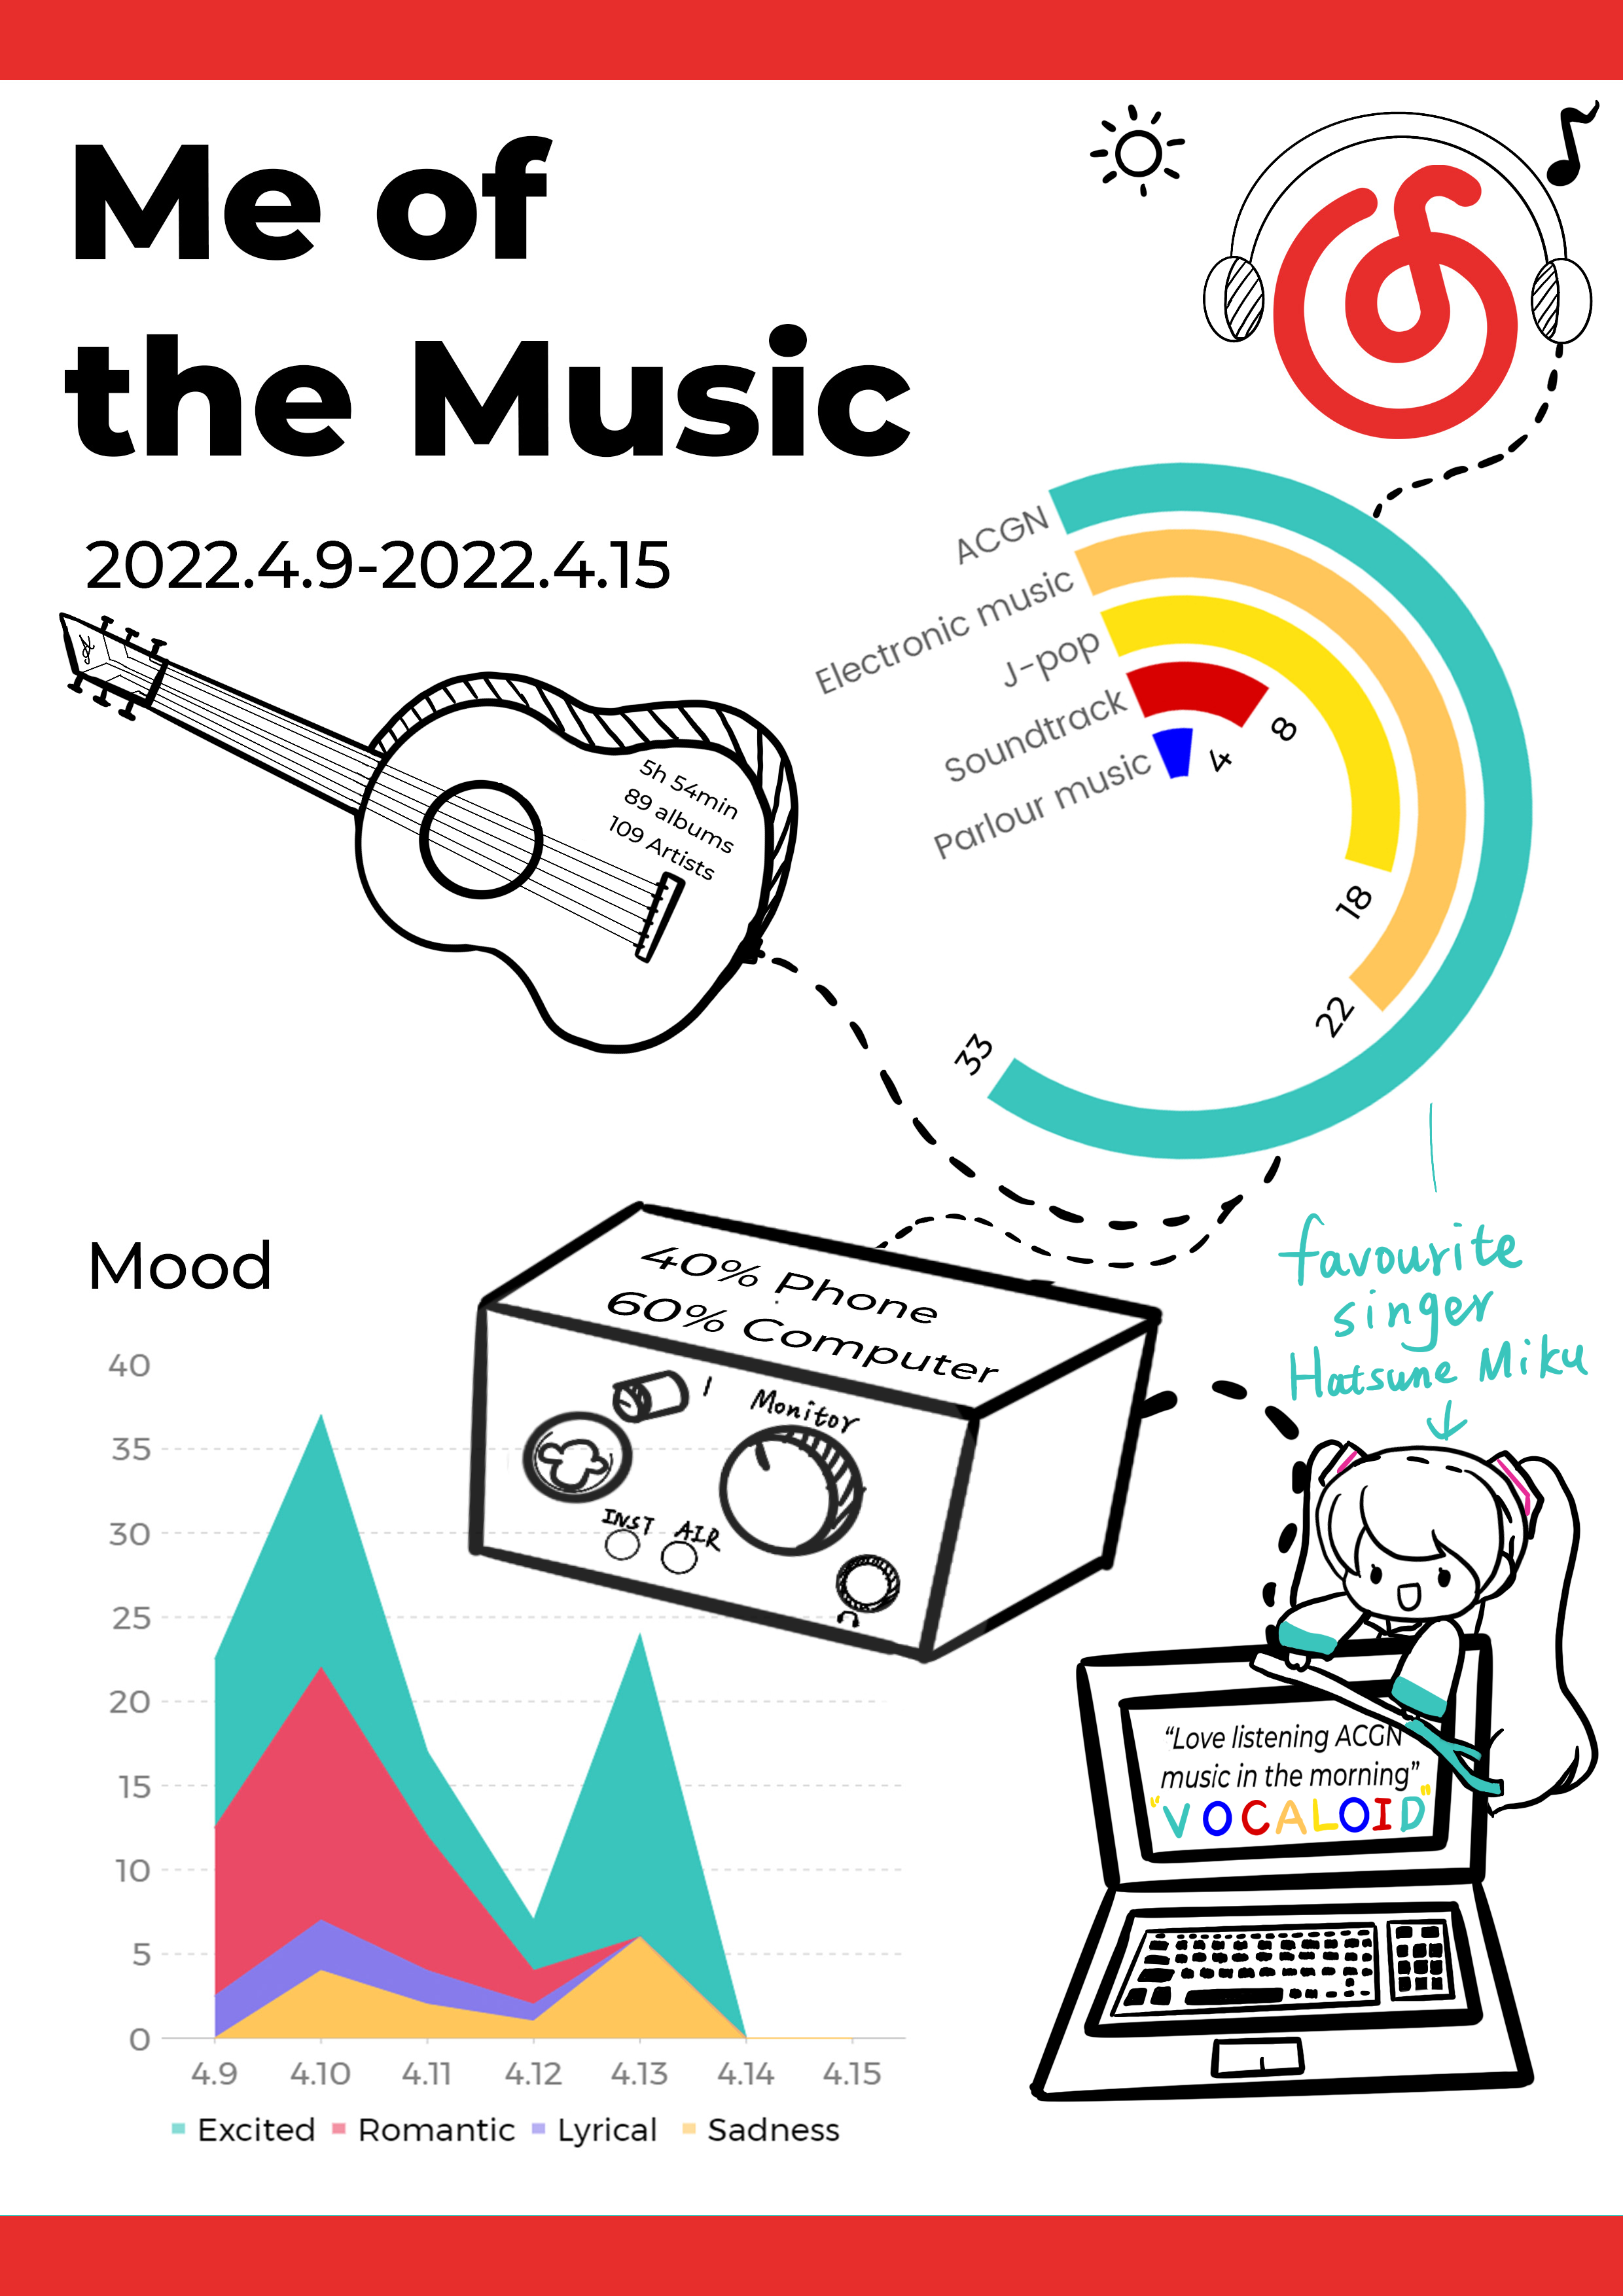 Me of
the Music
2022.4.9-2022.4.15
5h 54min
89 albums
109 Artists
ACGN
Electronic music
J-pop
Soundtrack
Parlour music
4
8
18
22
33
favourite
singer
Hatsune Miku
40% Phone
60% Computer
Monitor
INST AIR
Mood
40
35
30
25
20
15
10
5
0
4.9 4.10 4.11 4.12 4.13 4.14 4.15
Excited Romantic Lyrical Sadness
“Love listening ACGN
music in the morning”
"VOCALOID"